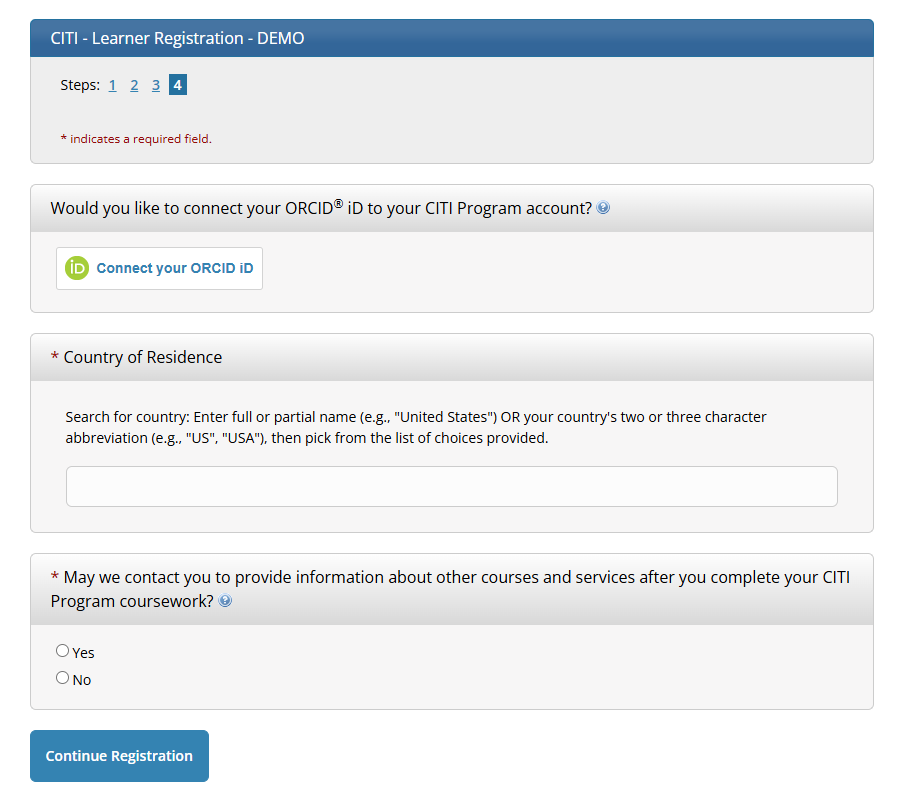 CITI - Learner Registration - DEMO
Steps: 1 2 3 4
* indicates a required field.
Would you like to connect your ORCID® iD to your CITI Program account?
iD Connect your ORCID iD
* Country of Residence
Search for country: Enter full or partial name (e.g., "United States") OR your country's two or three character
abbreviation (e.g., "US", "USA"), then pick from the list of choices provided.
* May we contact you to provide information about other courses and services after you complete your CITI
Program coursework?
Yes
No
Continue Registration